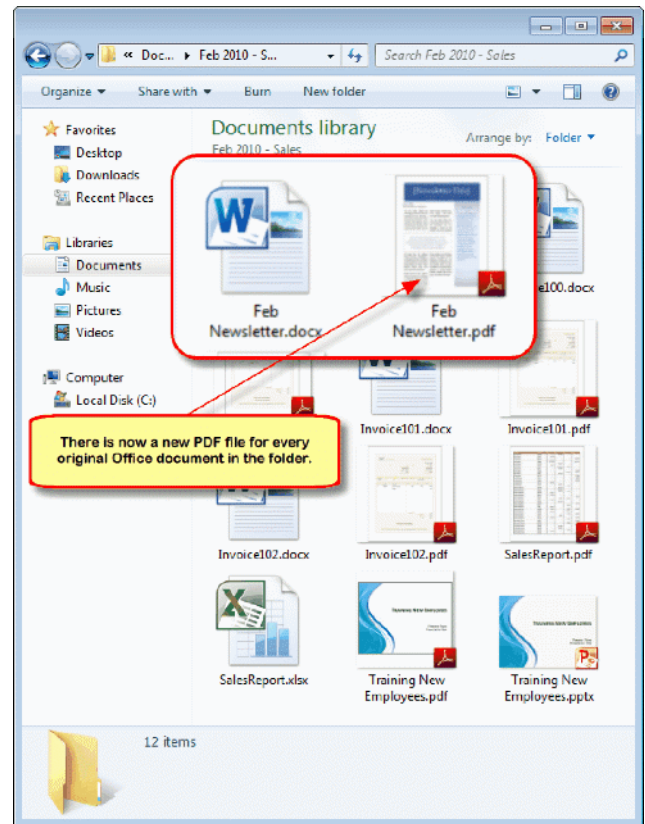 « Doc... ▸ Feb 2010 - S...
Search Feb 2010 - Sales
Organize
Share with
Burn
New folder
Favorites
Desktop
Downloads
Recent Places
Libraries
Documents
Music
Pictures
Videos
Computer
Local Disk (C:)
Documents library
Feb 2010 - Sales
Arrange by: Folder
Feb
Newsletter.docx
Feb
Newsletter.pdf
e100.docx
There is now a new PDF file for every
original Office document in the folder.
Invoice101.docx
Invoice101.pdf
Invoice102.docx
Invoice102.pdf
SalesReport.pdf
SalesReport.xlsx
Training New
Employees.pdf
Training New
Employees.pptx
12 items